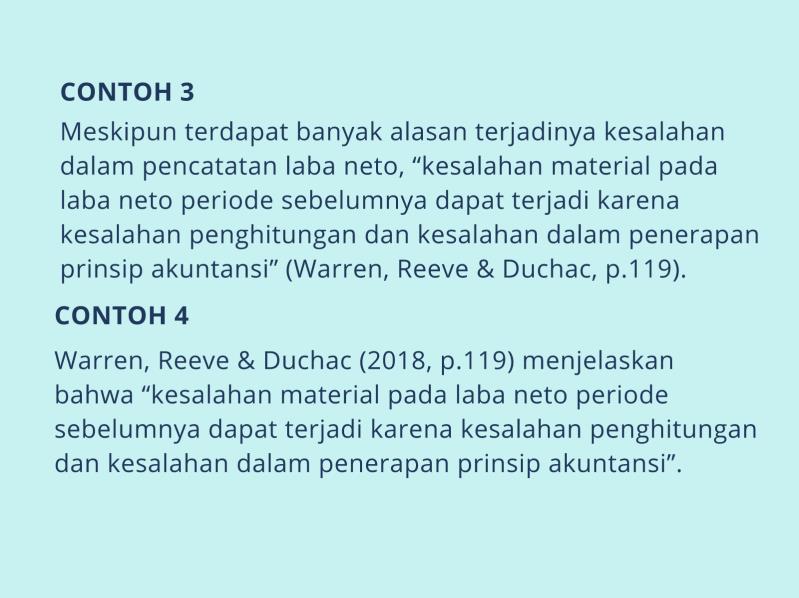 CONTOH 3
Meskipun terdapat banyak alasan terjadinya kesalahan
dalam pencatatan laba neto, “kesalahan material pada
laba neto periode sebelumnya dapat terjadi karena
kesalahan penghitungan dan kesalahan dalam penerapan
prinsip akuntansi” (Warren, Reeve & Duchac, p.119).
CONTOH 4
Warren, Reeve & Duchac (2018, p.119) menjelaskan
bahwa “kesalahan material pada laba neto periode
sebelumnya dapat terjadi karena kesalahan penghitungan
dan kesalahan dalam penerapan prinsip akuntansi”.